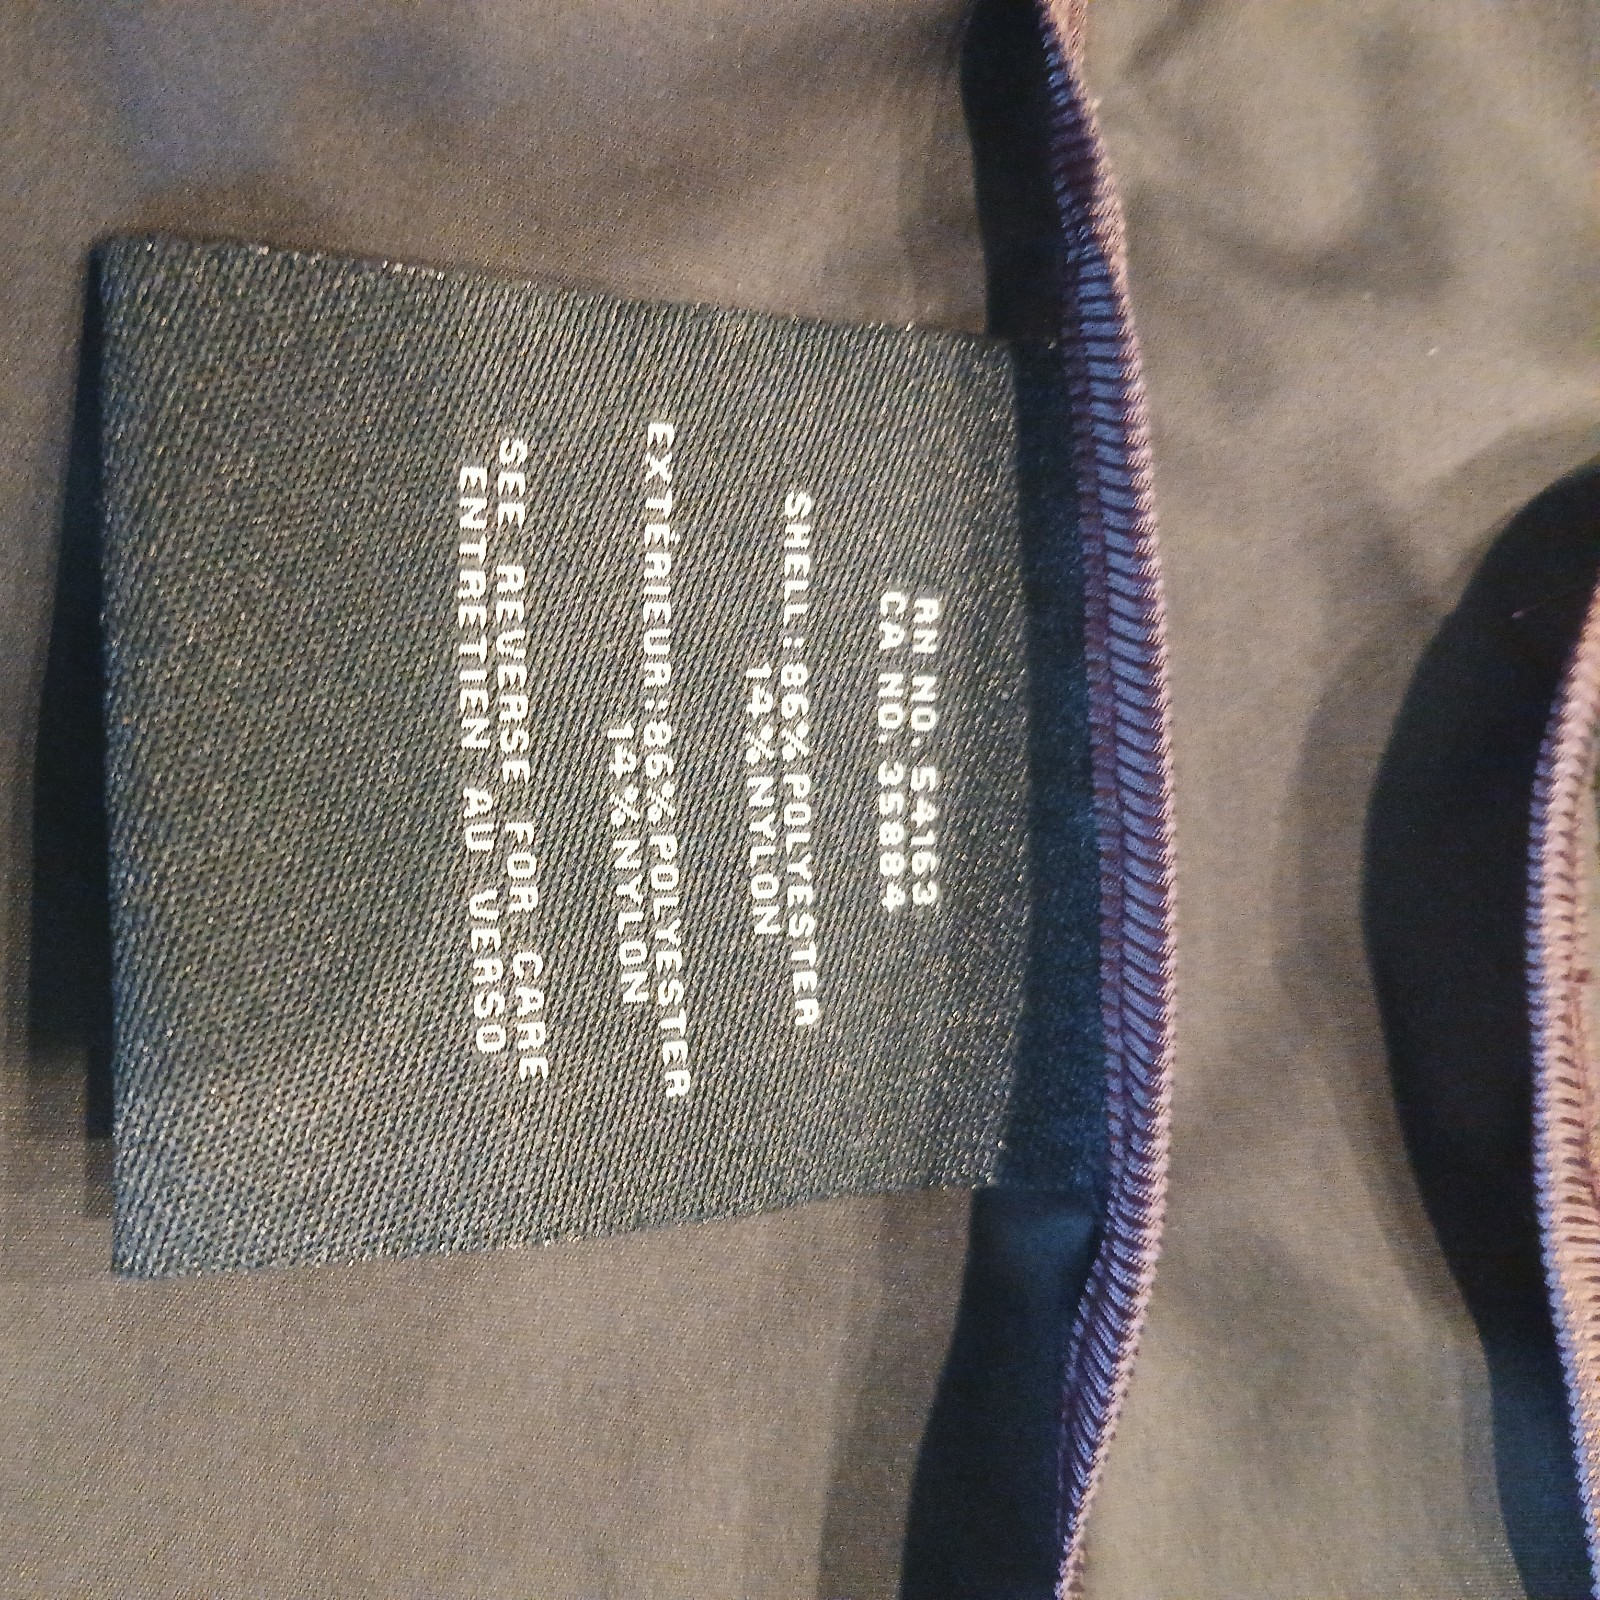 RN NO. 54163
CA NO. 35884
SHELL:86%POLYESTER
14%NYLON
EXTÉRIEUR:86%POLYESTER
14%NYLON
SEE REVERSE FOR CARE
ENTRETIEN AU VERSO